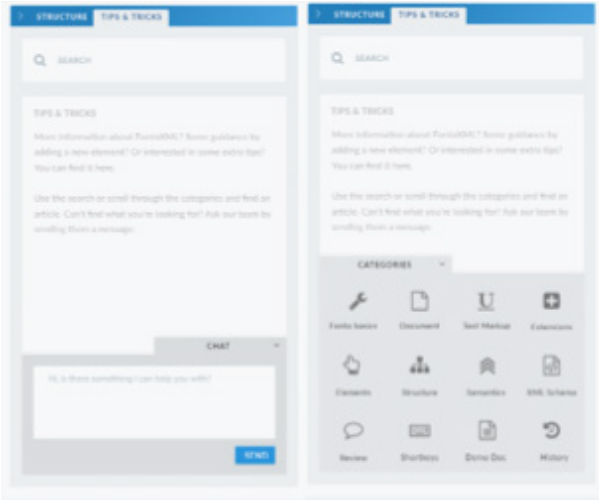 STRUCTURE TIPS & TRICKS
SEARCH
TIPS & TRICKS
More information about FontoXML? Some guidance by
adding a new element? Or interested in some extra tips?
You can find it here.
Use the search or scroll through the categories and find an
article. Can't find what you're looking for? Ask our team by
sending them a message.
CHAT
Hi, is there something I can help you with?
SEND
STRUCTURE TIPS & TRICKS
SEARCH
TIPS & TRICKS
More information about FontoXML? Some guidance by
adding a new element? Or interested in some extra tips?
You can find it here.
Use the search or scroll through the categories and find an
article. Can't find what you're looking for? Ask our team by
sending them a message.
CATEGORIES
Fonto basics Document Text Markup Extensions
Elements Structure Semantics XML Schema
Review Shortkeys Demo Doc History